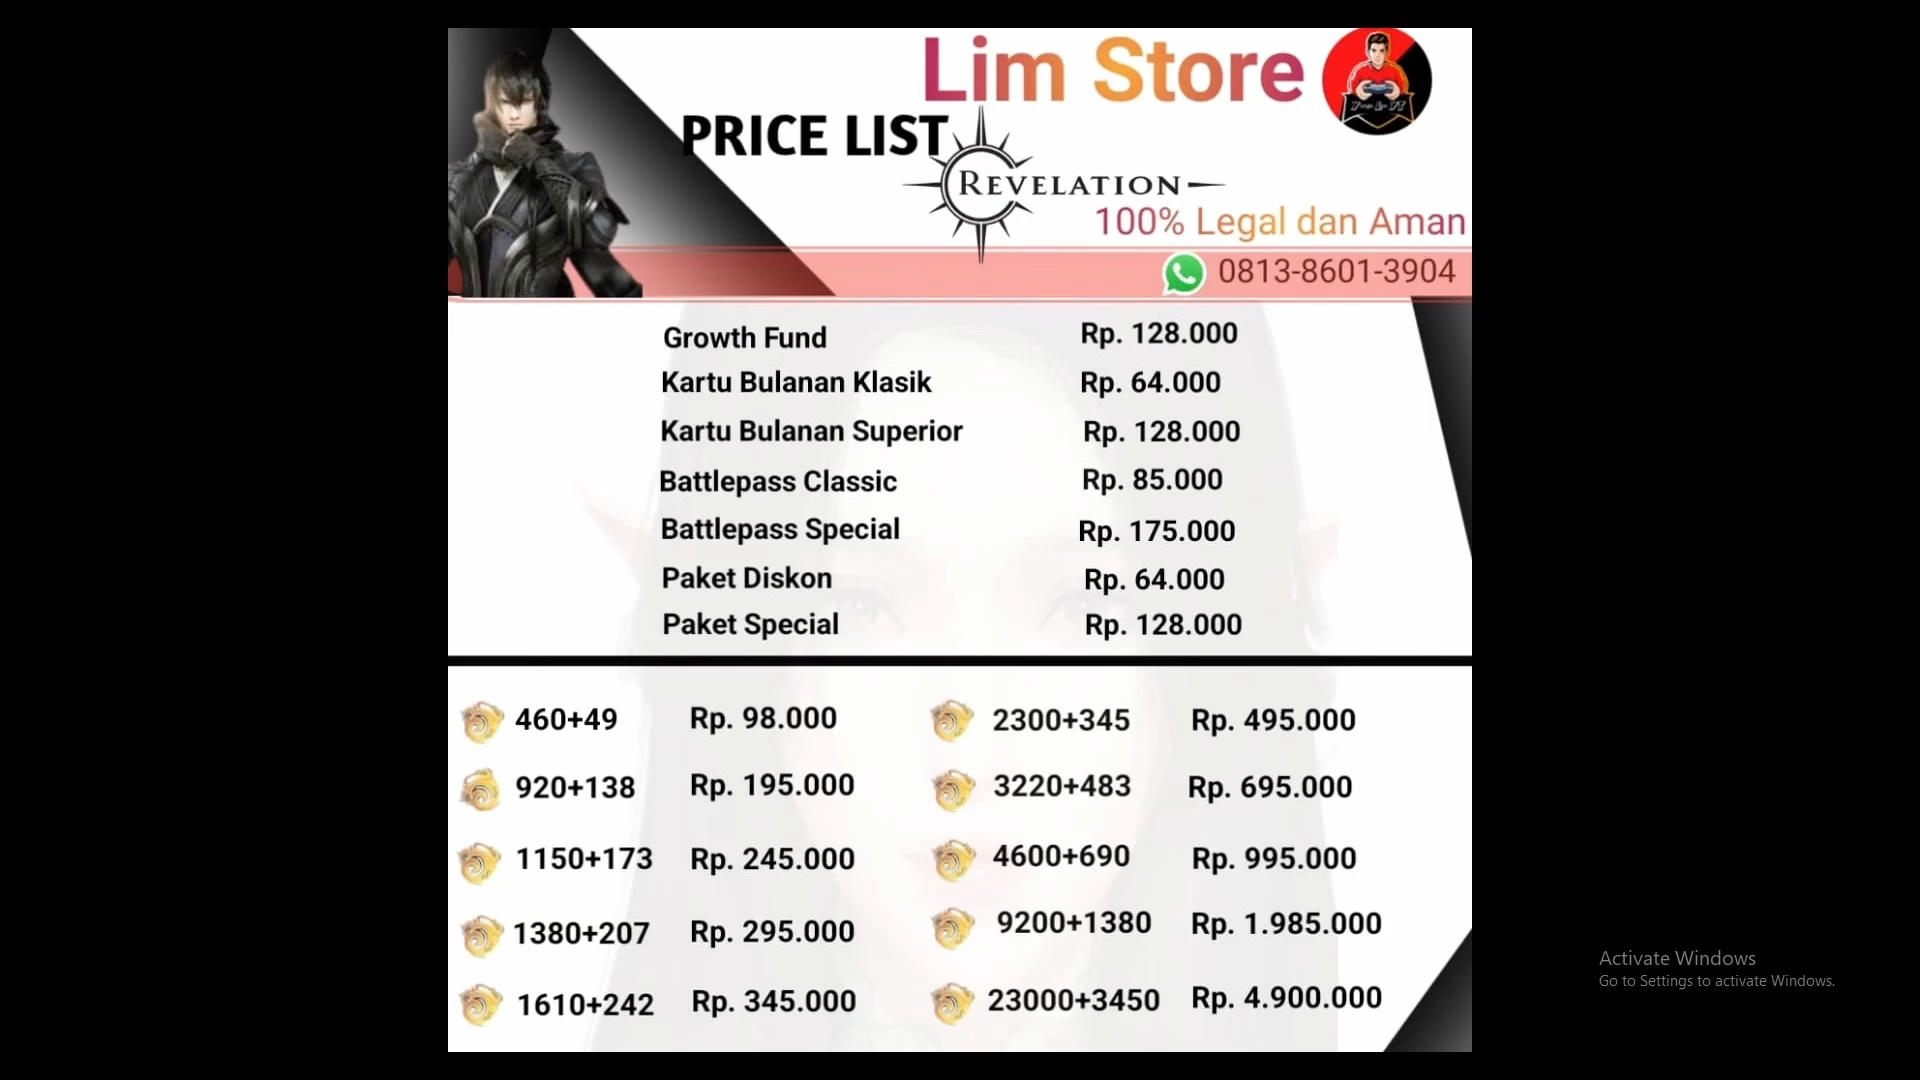 Lim Store
PRICE LIST
REVELATION
100% Legal dan Aman
0813-8601-3904
Growth Fund Rp. 128.000
Kartu Bulanan Klasik Rp. 64.000
Kartu Bulanan Superior Rp. 128.000
Battlepass Classic Rp. 85.000
Battlepass Special Rp. 175.000
Paket Diskon Rp. 64.000
Paket Special Rp. 128.000
460+49 Rp. 98.000 2300+345 Rp. 495.000
920+138 Rp. 195.000 3220+483 Rp. 695.000
1150+173 Rp. 245.000 4600+690 Rp. 995.000
1380+207 Rp. 295.000 9200+1380 Rp. 1.985.000
1610+242 Rp. 345.000 23000+3450 Rp. 4.900.000
Activate Windows
Go to Settings to activate Windows.